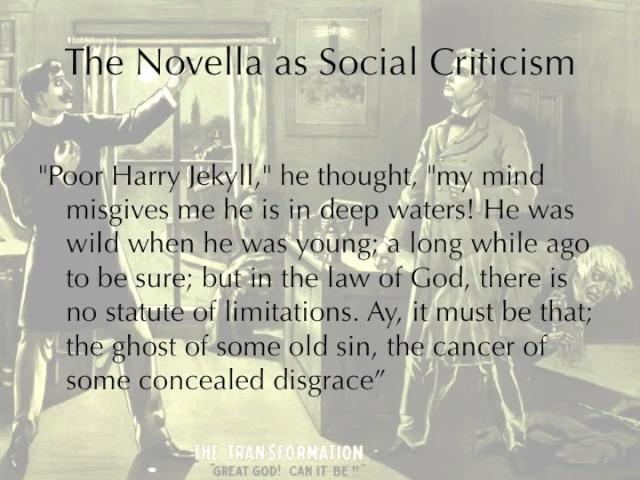 The Novella as Social Criticism
"Poor Harry Jekyll," he thought, "my mind
misgives me he is in deep waters! He was
wild when he was young; a long while ago
to be sure; but in the law of God, there is
no statute of limitations. Ay, it must be that;
the ghost of some old sin, the cancer of
some concealed disgrace”
THE TRANSFORMATION
"GREAT GOD! CAN IT BE!!"